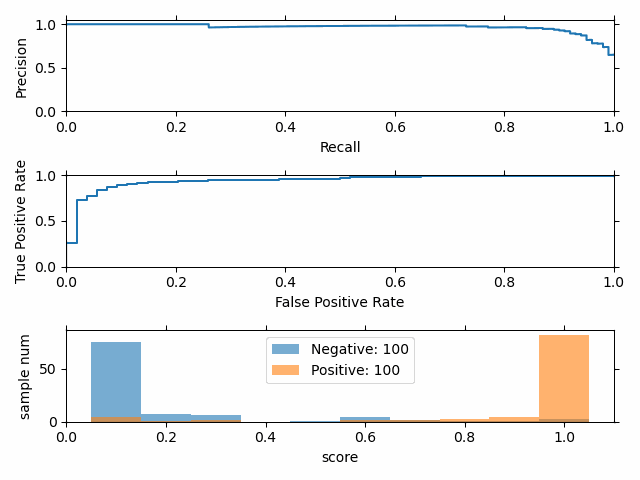 1.0
0.5
0.0
Precision
0.0 0.2 0.4 0.6 0.8 1.0
Recall
1.0
0.5
0.0
True Positive Rate
0.0 0.2 0.4 0.6 0.8 1.0
False Positive Rate
50
0
sample num
Negative: 100
Positive: 100
0.0 0.2 0.4 0.6 0.8 1.0
score